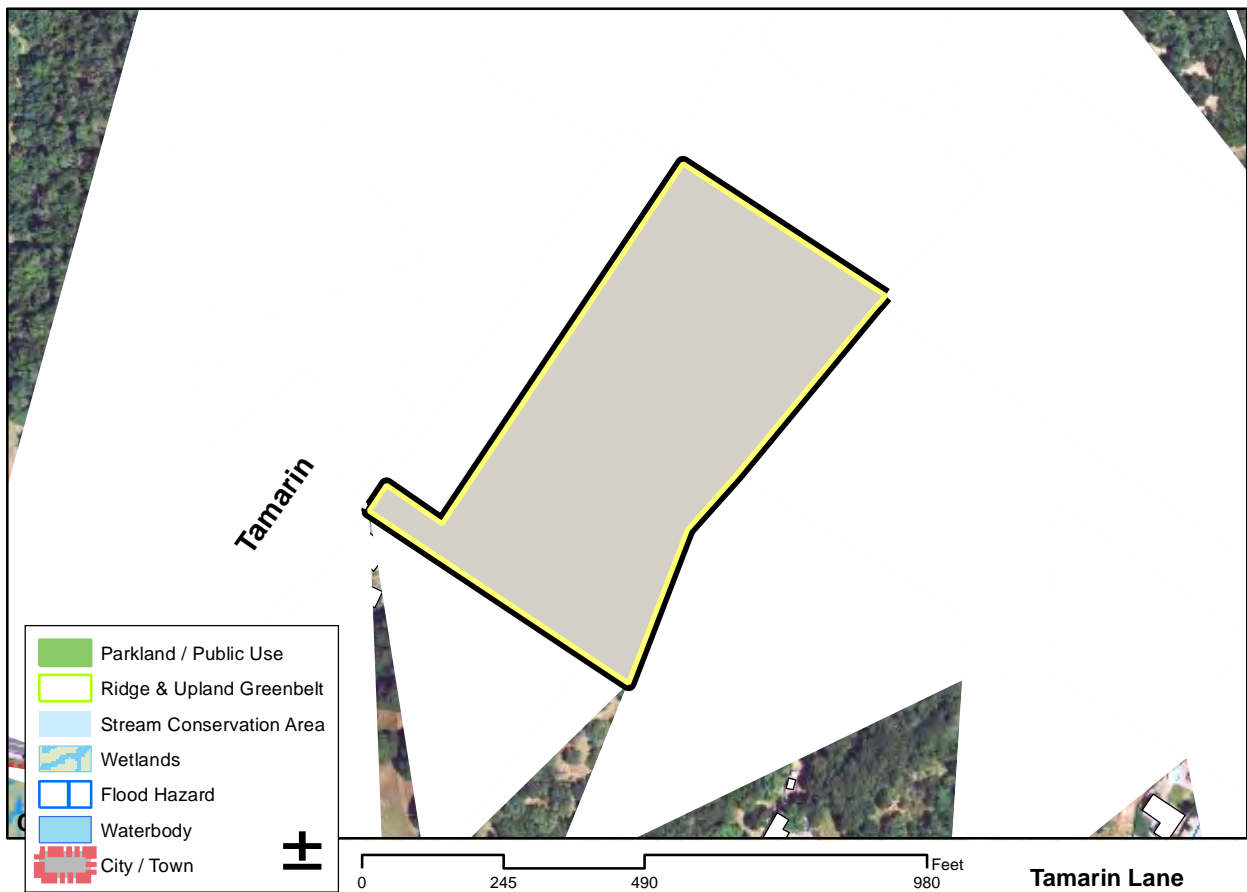 Tamarin
Parkland / Public Use
Ridge & Upland Greenbelt
Stream Conservation Area
Wetlands
Flood Hazard
Waterbody
City / Town
±
Feet
0 245 490 980
Tamarin Lane